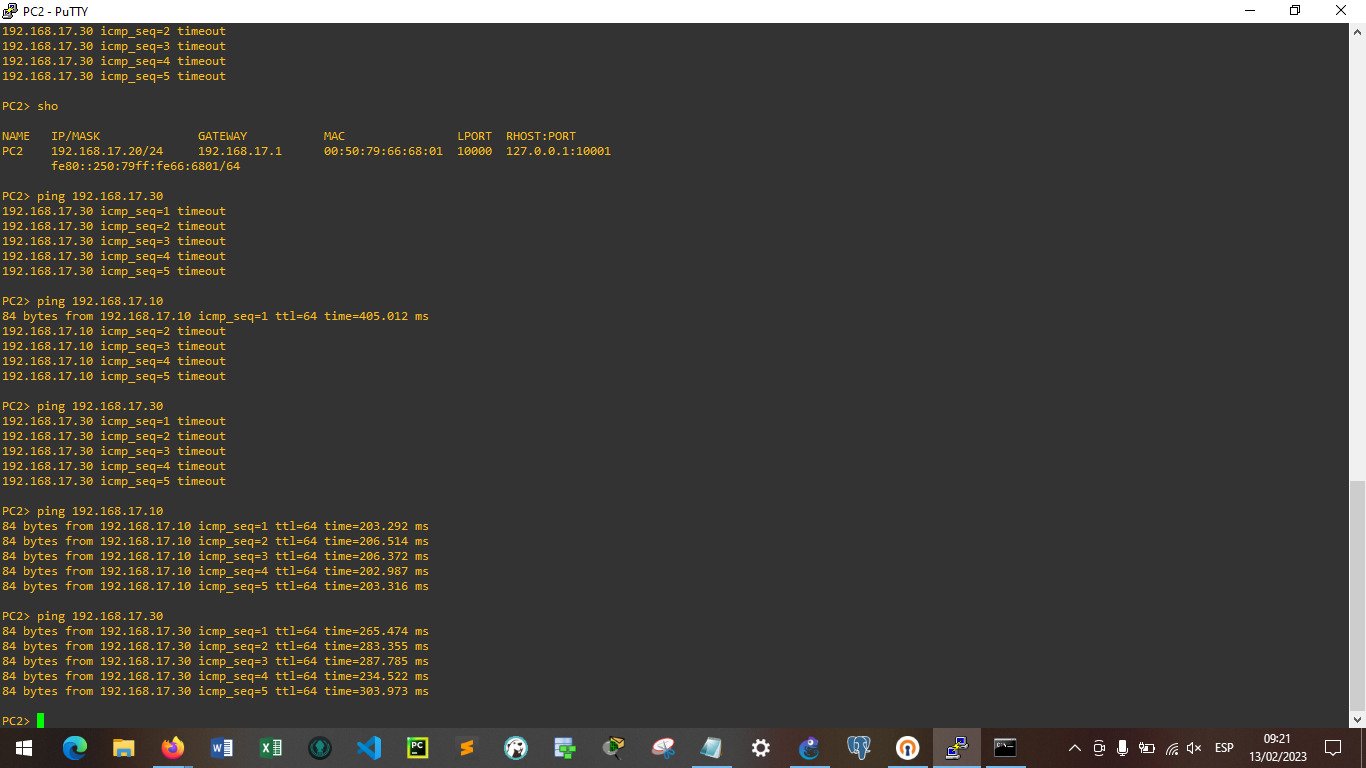 PC2 - PuTTY
192.168.17.30 icmp_seq=2 timeout
192.168.17.30 icmp_seq=3 timeout
192.168.17.30 icmp_seq=4 timeout
192.168.17.30 icmp_seq=5 timeout
PC2> sho
NAME   IP/MASK              GATEWAY           MAC                LPORT  RHOST:PORT
PC2    192.168.17.20/24     192.168.17.1      00:50:79:66:68:01  10000  127.0.0.1:10001
       fe80::250:79ff:fe66:6801/64
PC2> ping 192.168.17.30
192.168.17.30 icmp_seq=1 timeout
192.168.17.30 icmp_seq=2 timeout
192.168.17.30 icmp_seq=3 timeout
192.168.17.30 icmp_seq=4 timeout
192.168.17.30 icmp_seq=5 timeout
PC2> ping 192.168.17.10
84 bytes from 192.168.17.10 icmp_seq=1 ttl=64 time=405.012 ms
192.168.17.10 icmp_seq=2 timeout
192.168.17.10 icmp_seq=3 timeout
192.168.17.10 icmp_seq=4 timeout
192.168.17.10 icmp_seq=5 timeout
PC2> ping 192.168.17.30
192.168.17.30 icmp_seq=1 timeout
192.168.17.30 icmp_seq=2 timeout
192.168.17.30 icmp_seq=3 timeout
192.168.17.30 icmp_seq=4 timeout
192.168.17.30 icmp_seq=5 timeout
PC2> ping 192.168.17.10
84 bytes from 192.168.17.10 icmp_seq=1 ttl=64 time=203.292 ms
84 bytes from 192.168.17.10 icmp_seq=2 ttl=64 time=206.514 ms
84 bytes from 192.168.17.10 icmp_seq=3 ttl=64 time=206.372 ms
84 bytes from 192.168.17.10 icmp_seq=4 ttl=64 time=202.987 ms
84 bytes from 192.168.17.10 icmp_seq=5 ttl=64 time=203.316 ms
PC2> ping 192.168.17.30
84 bytes from 192.168.17.30 icmp_seq=1 ttl=64 time=265.474 ms
84 bytes from 192.168.17.30 icmp_seq=2 ttl=64 time=283.355 ms
84 bytes from 192.168.17.30 icmp_seq=3 ttl=64 time=287.785 ms
84 bytes from 192.168.17.30 icmp_seq=4 ttl=64 time=234.522 ms
84 bytes from 192.168.17.30 icmp_seq=5 ttl=64 time=303.973 ms
PC2>
ESP
09:21
13/02/2023